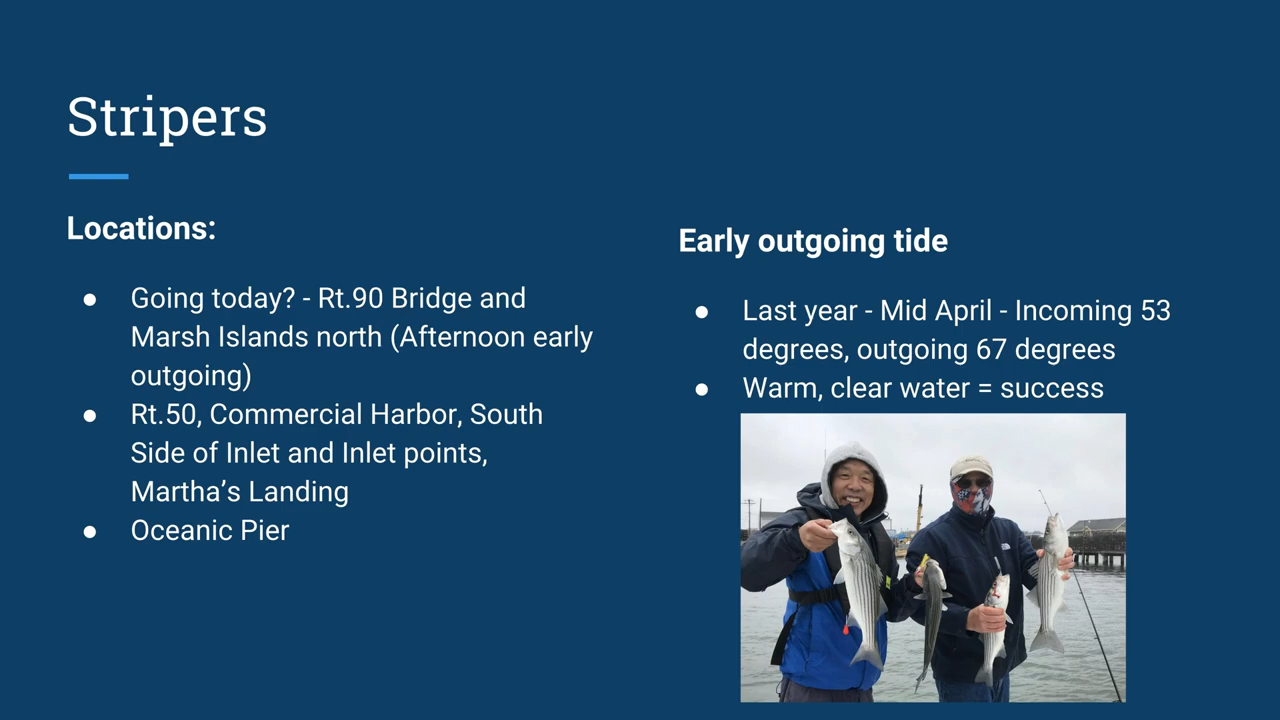 Stripers
Locations:
● Going today? - Rt.90 Bridge and
Marsh Islands north (Afternoon early
outgoing)
● Rt.50, Commercial Harbor, South
Side of Inlet and Inlet points,
Martha’s Landing
● Oceanic Pier
Early outgoing tide
● Last year - Mid April - Incoming 53
degrees, outgoing 67 degrees
● Warm, clear water = success